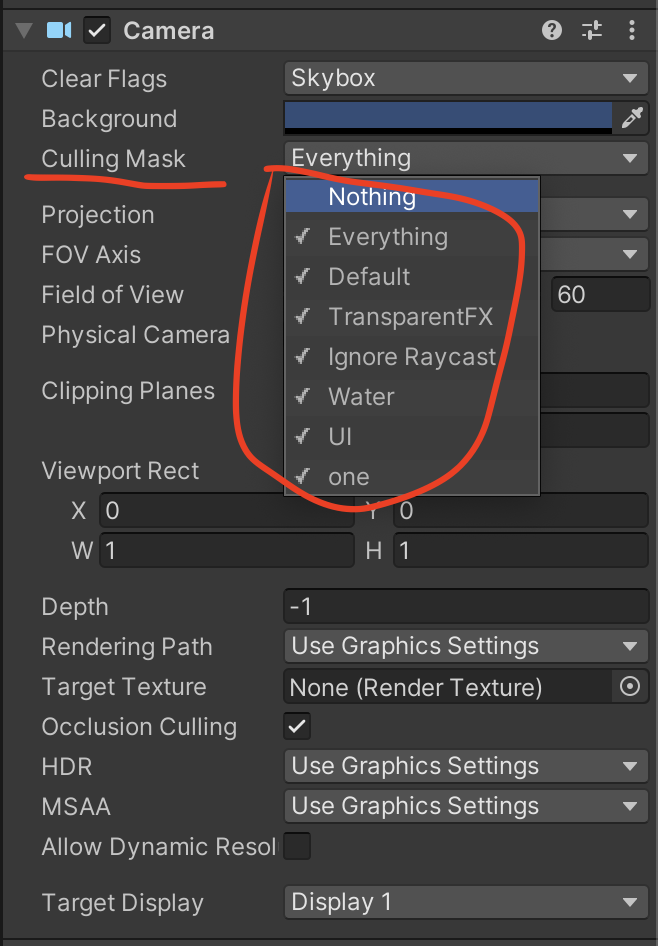 Camera
Clear Flags Skybox
Background
Culling Mask Everything
Nothing
Projection
Everything
FOV Axis
Default
Field of View 60
TransparentFX
Physical Camera
Ignore Raycast
Clipping Planes
Water
UI
Viewport Rect
one
X 0 Y 0
W 1 H 1
Depth -1
Rendering Path Use Graphics Settings
Target Texture None (Render Texture)
Occlusion Culling
HDR Use Graphics Settings
MSAA Use Graphics Settings
Allow Dynamic Resol
Target Display Display 1